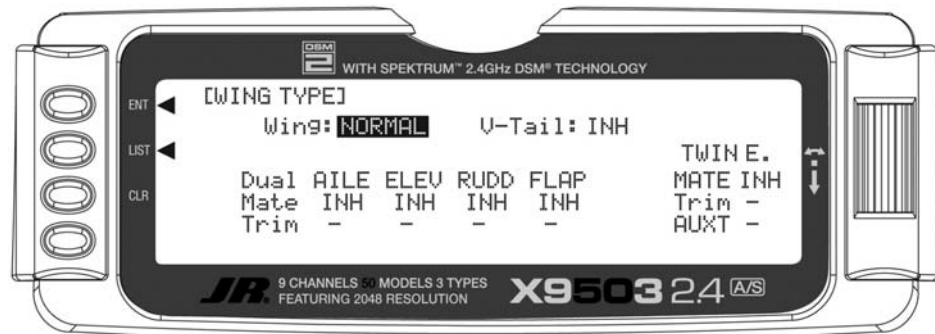 DSM
2 WITH SPEKTRUM™ 2.4GHz DSM® TECHNOLOGY
ENT
LIST
CLR
[WING TYPE]
Wing:NORMAL V-Tail:INH
TWIN E.
Dual AILE ELEV RUDD FLAP MATE INH
Mate INH INH INH INH Trim -
Trim - - - - AUXT -
JR. 9 CHANNELS 50 MODELS 3 TYPES
FEATURING 2048 RESOLUTION
X9503 2.4 A/S